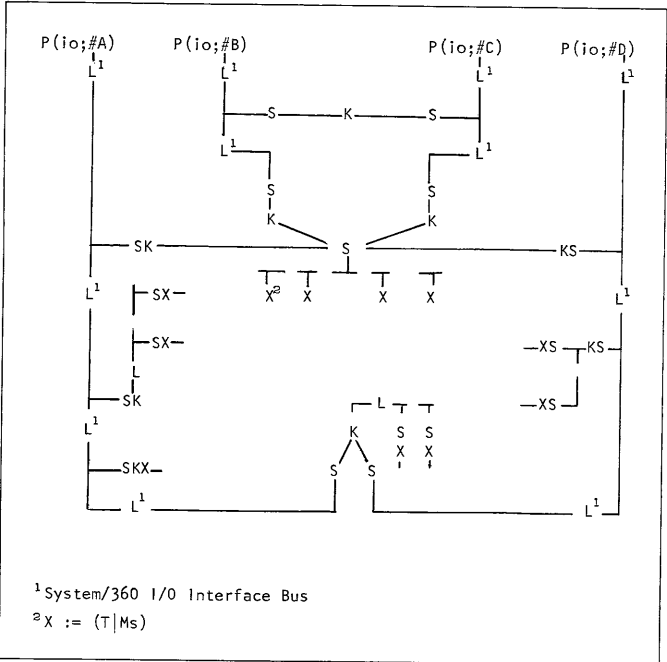 P(io;#A) P(io;#B) P(io;#C) P(io;#D)
L¹ L¹ L¹ L¹
S K S
L¹ L¹
S S
K K
SK S KS
L¹ SX X² X X X L¹
SX XS KS
L
SK L XS
L¹ K S S
X X
SKX S S
L¹ L¹
¹System/360 I/O Interface Bus
²X := (T|Ms)